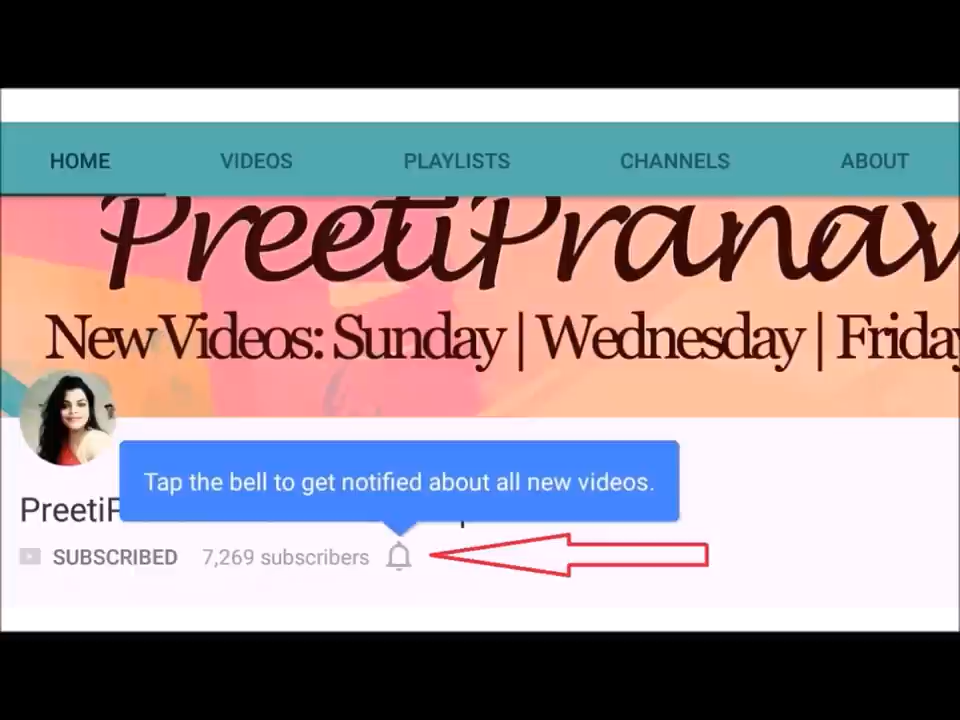 HOME VIDEOS PLAYLISTS CHANNELS ABOUT
PreetiPranav
New Videos: Sunday | Wednesday | Friday
Tap the bell to get notified about all new videos.
SUBSCRIBED 7,269 subscribers